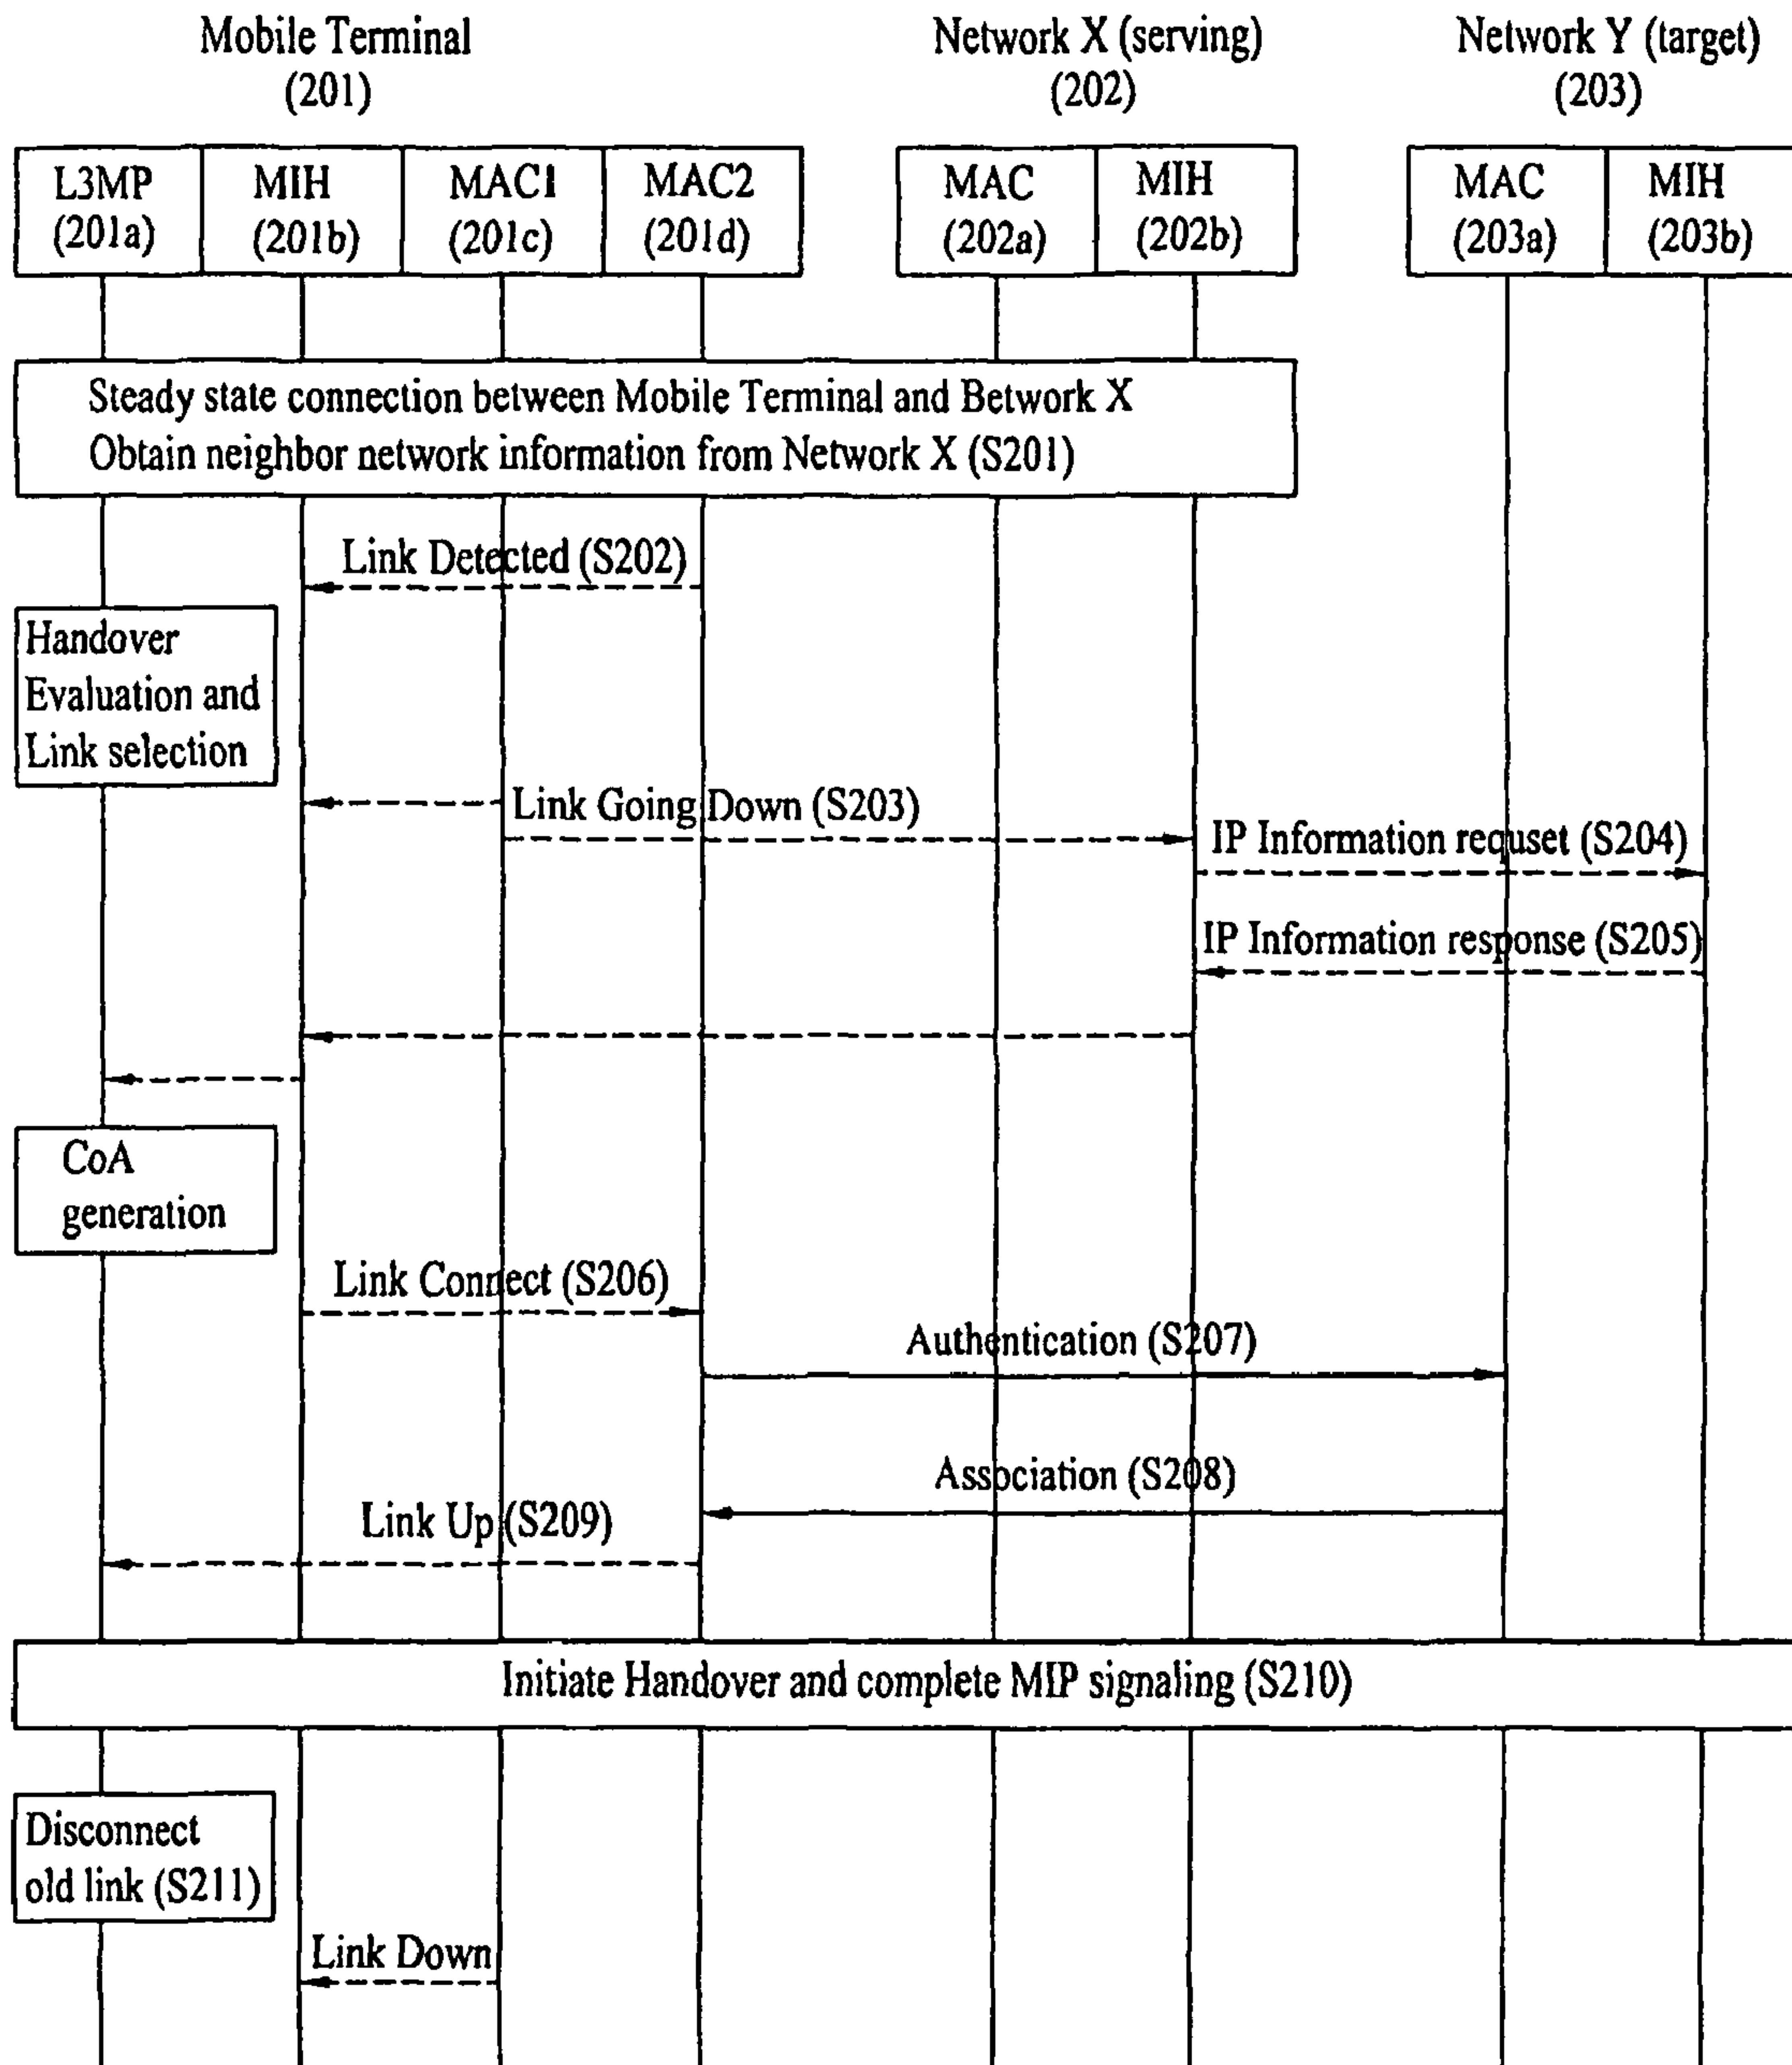 Mobile Terminal
(201)
Network X (serving)
(202)
Network Y (target)
(203)
L3MP
(201a)
MIH
(201b)
MAC1
(201c)
MAC2
(201d)
MAC
(202a)
MIH
(202b)
MAC
(203a)
MIH
(203b)
Steady state connection between Mobile Terminal and Betwork X
Obtain neighbor network information from Network X (S201)
Link Detected (S202)
Handover
Evaluation and
Link selection
Link Going Down (S203)
IP Information requset (S204)
IP Information response (S205)
CoA
generation
Link Connect (S206)
Authentication (S207)
Association (S208)
Link Up (S209)
Initiate Handover and complete MIP signaling (S210)
Disconnect
old link (S211)
Link Down